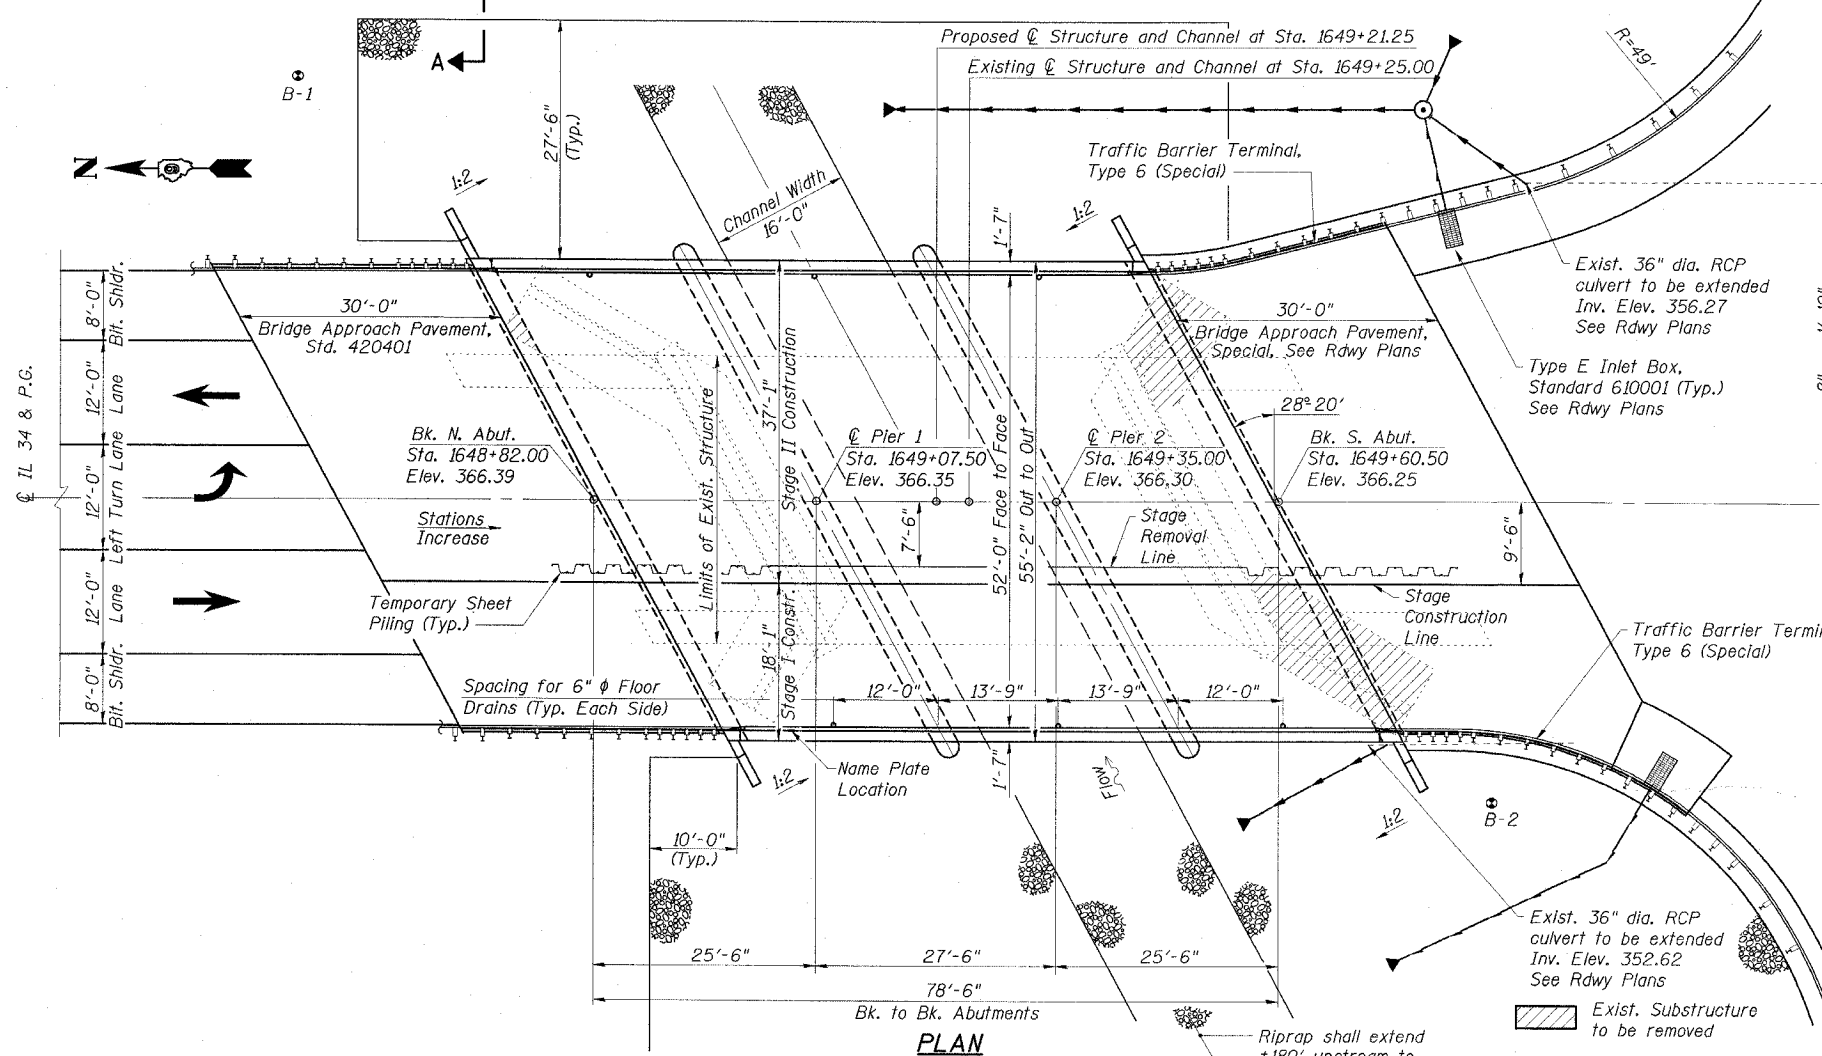 Proposed ℄ Structure and Channel at Sta. 1649+21.25
Existing ℄ Structure and Channel at Sta. 1649+25.00
R=49'
A
B-1
27'-6"
(Typ.)
N
1:2
Channel Width
16'-0"
Traffic Barrier Terminal,
Type 6 (Special)
1'-7"
1:2
Exist. 36" dia. RCP
culvert to be extended
Inv. Elev. 356.27
See Rdwy Plans
8'-0"
Bit. Shldr.
30'-0"
Bridge Approach Pavement,
Std. 420401
30'-0"
Bridge Approach Pavement,
Special, See Rdwy Plans
Type E Inlet Box,
Standard 610001 (Typ.)
See Rdwy Plans
℄ IL 34 & P.G.
12'-0"
Lane
37'-1"
Stage II Construction
28°20'
Bk. N. Abut.
Sta. 1648+82.00
Elev. 366.39
℄ Pier 1
Sta. 1649+07.50
Elev. 366.35
℄ Pier 2
Sta. 1649+35.00
Elev. 366.30
Bk. S. Abut.
Sta. 1649+60.50
Elev. 366.25
12'-0"
Left Turn Lane
Stations
Increase
Limits of Exist. Structure
7'-6"
52'-0" Face to Face
55'-2" Out to Out
Stage
Removal
Line
9'-6"
12'-0"
Lane
Temporary Sheet
Piling (Typ.)
Stage
Construction
Line
Traffic Barrier Termi
Type 6 (Special)
18'-1"
Stage I Constr.
8'-0"
Bit. Shldr.
Spacing for 6" ϕ Floor
Drains (Typ. Each Side)
12'-0"
13'-9"
13'-9"
12'-0"
1:2
Name Plate
Location
1'-7"
Flow
1:2
B-2
10'-0"
(Typ.)
Exist. 36" dia. RCP
culvert to be extended
Inv. Elev. 352.62
See Rdwy Plans
25'-6"
27'-6"
25'-6"
78'-6"
Bk. to Bk. Abutments
Exist. Substructure
to be removed
PLAN
Riprap shall extend
±180' upstream to